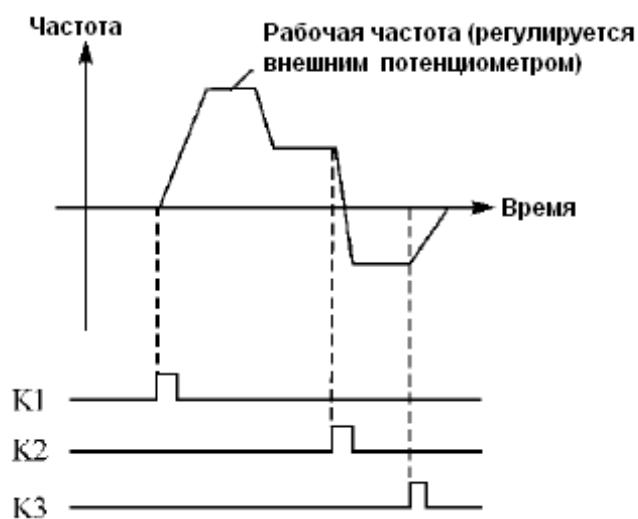 Частота
Рабочая частота (регулируется
внешним потенциометром)
Время
K1
K2
K3